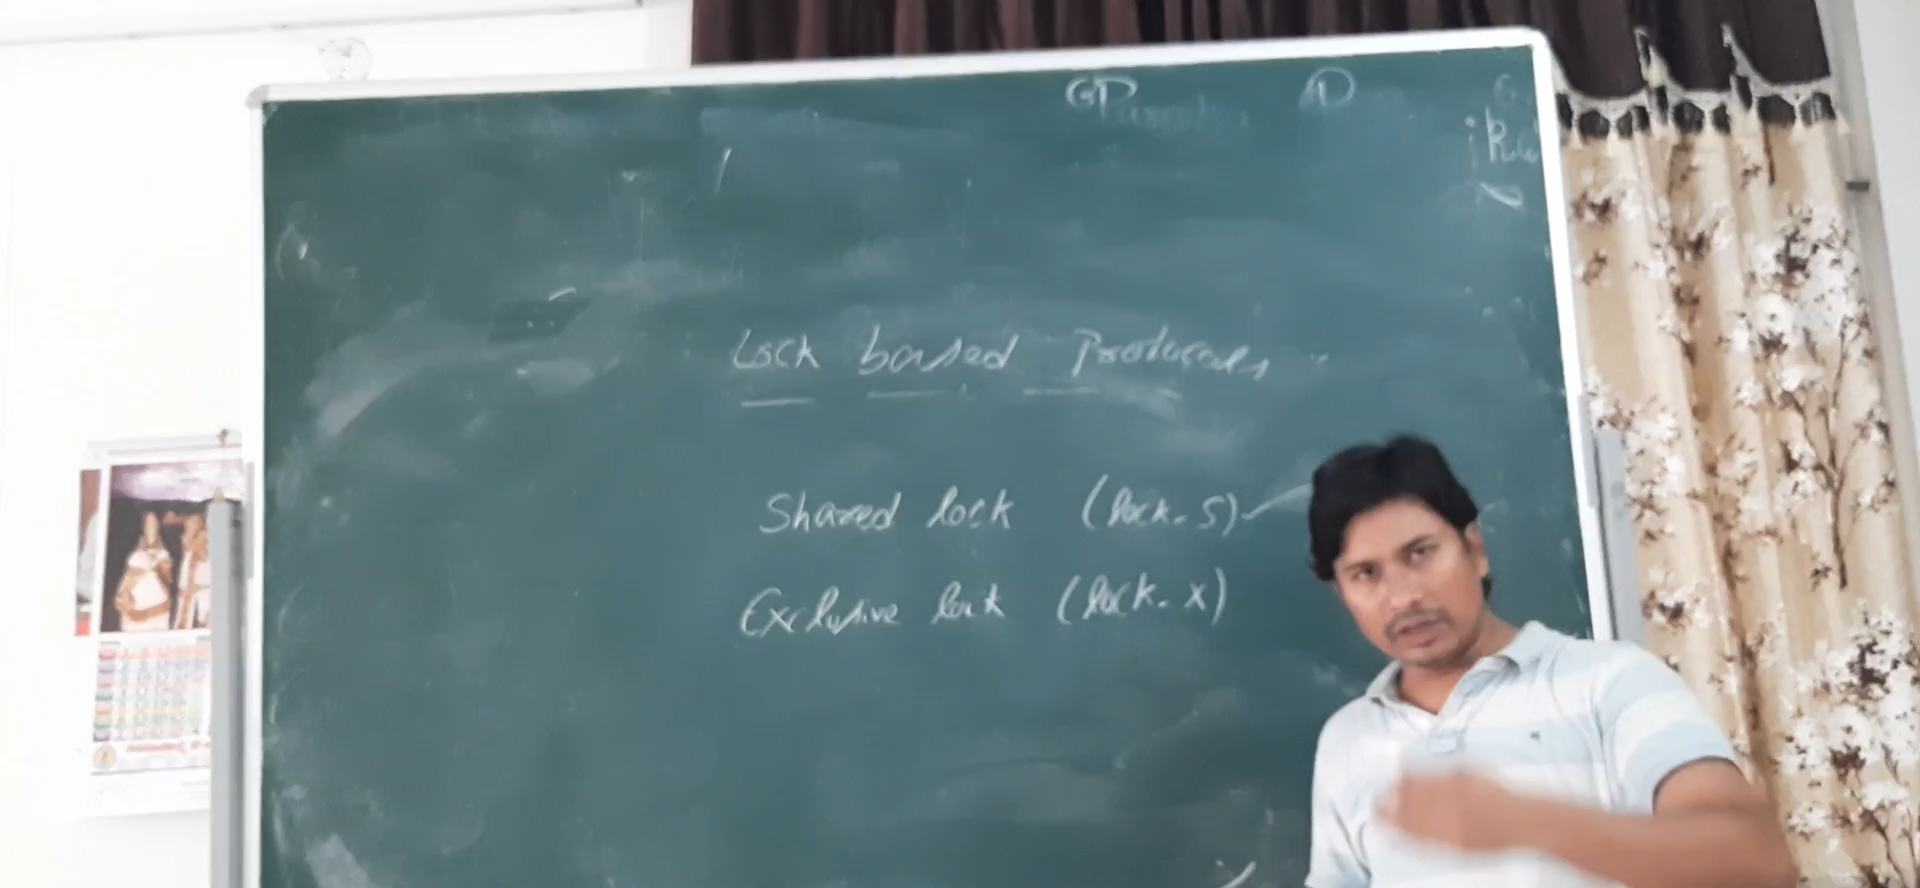 Lock based Protocols
Shared lock (lock-S)
Exclusive lock (lock-X)